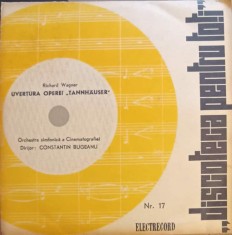 Richard Wagner
UVERTURA OPEREI „TANNHÄUSER"
Orchestra simfonică a Cinematografiei
Dirijor: CONSTANTIN BUGEANU
Nr. 17
ELECTRECORD
discoteca pentru toți